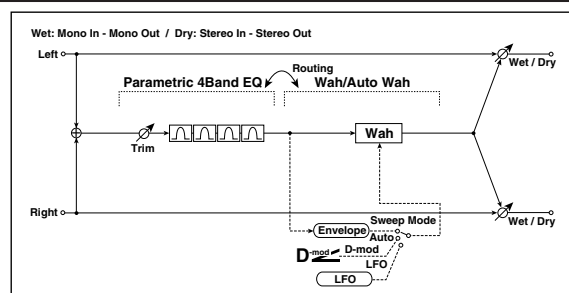 Wet: Mono In - Mono Out / Dry: Stereo In - Stereo Out
Left
Wet / Dry
Routing
Parametric 4Band EQ
Wah/Auto Wah
Trim
Wah
Right
Wet / Dry
Sweep Mode
Envelope
Auto
D-mod
D-mod
LFO
LFO